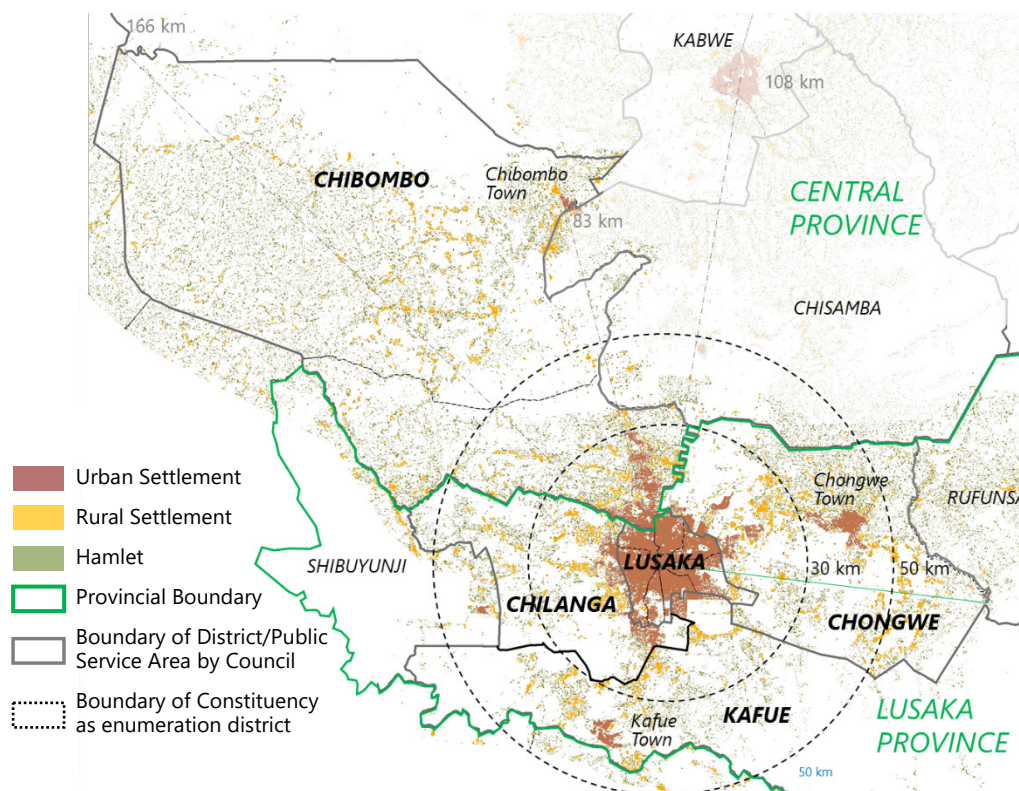 166 km
KABWE
108 km
CHIBOMBO
Chibombo
Town
CENTRAL
PROVINCE
83 km
CHISAMBA
Urban Settlement
Rural Settlement
Hamlet
Provincial Boundary
Boundary of District/Public
Service Area by Council
Boundary of Constituency
as enumeration district
Chongwe
Town
RUFUNSA
SHIBUYUNJI
LUSAKA
30 km
50 km
CHILANGA
CHONGWE
KAFUE
Kafue
Town
LUSAKA
PROVINCE
50 km